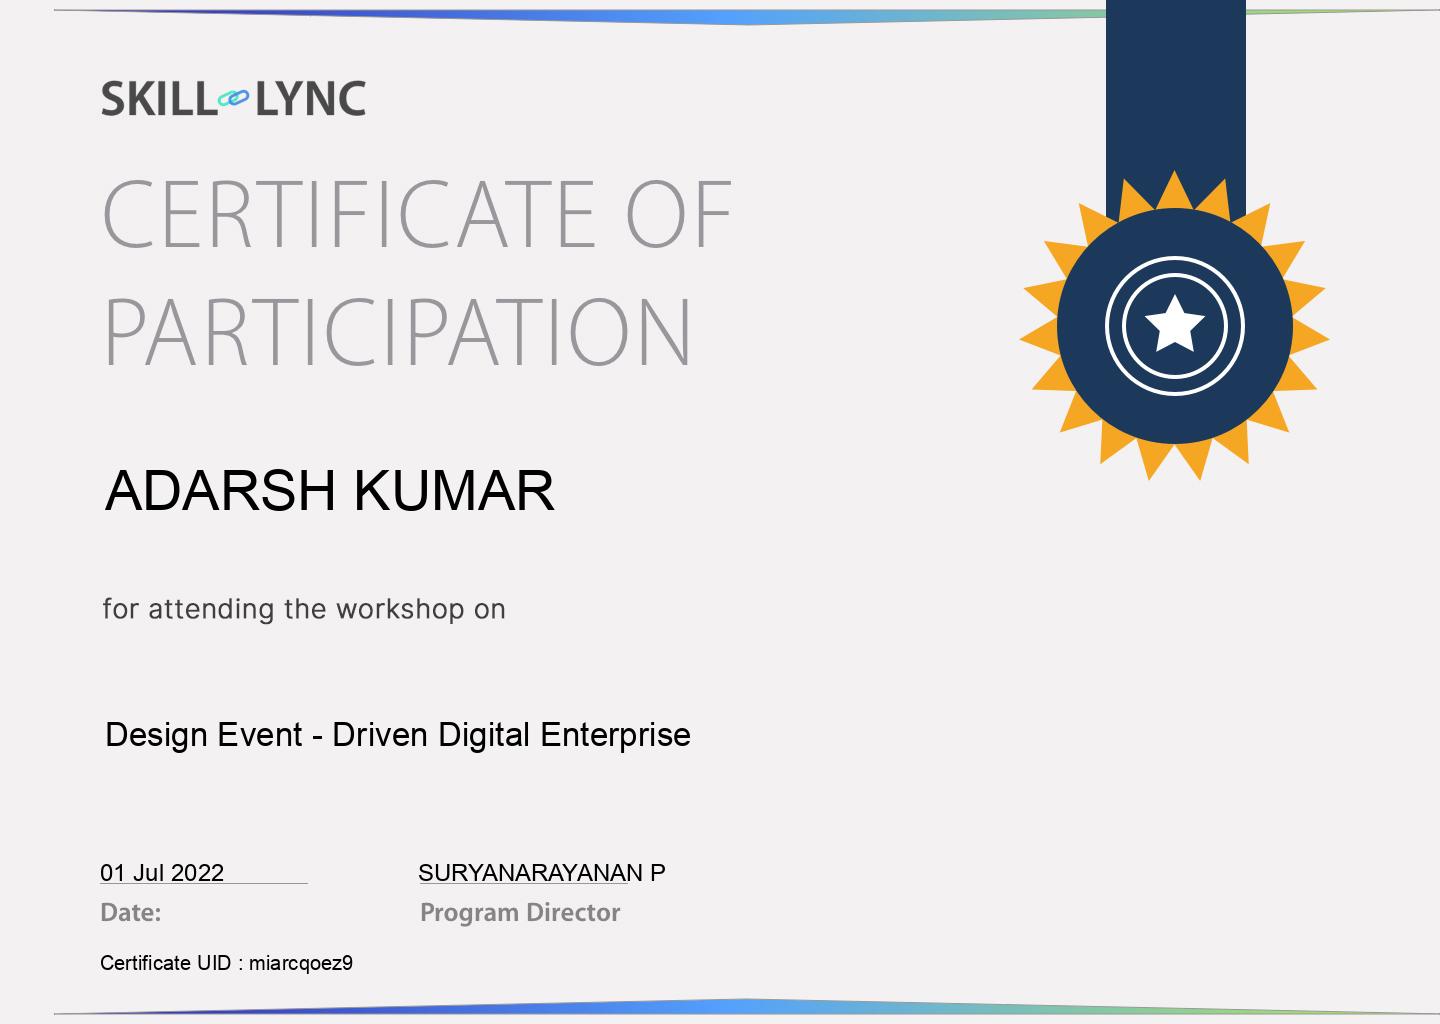 SKILL LYNC
CERTIFICATE OF
PARTICIPATION
ADARSH KUMAR
for attending the workshop on
Design Event - Driven Digital Enterprise
01 Jul 2022
SURYANARAYANAN P
Date:
Program Director
Certificate UID : miarcqoez9